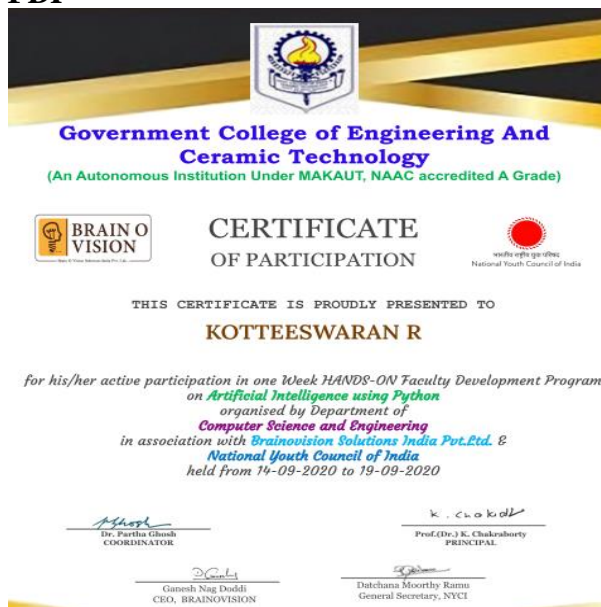 Government College of Engineering And
Ceramic Technology
(An Autonomous Institution Under MAKAUT, NAAC accredited A Grade)
BRAIN O
VISION
CERTIFICATE
OF PARTICIPATION
भारतीय राष्ट्रीय युवा परिषद
National Youth Council of India
THIS CERTIFICATE IS PROUDLY PRESENTED TO
KOTTEESWARAN R
for his/her active participation in one Week HANDS-ON Faculty Development Program
on Artificial Intelligence using Python
organised by Department of
Computer Science and Engineering
in association with Brainovision Solutions India Pvt.Ltd. &
National Youth Council of India
held from 14-09-2020 to 19-09-2020
Dr. Partha Ghosh
COORDINATOR
Prof.(Dr.) K. Chakraborty
PRINCIPAL
Ganesh Nag Doddi
CEO, BRAINOVISION
Datchana Moorthy Ramu
General Secretary, NYCI